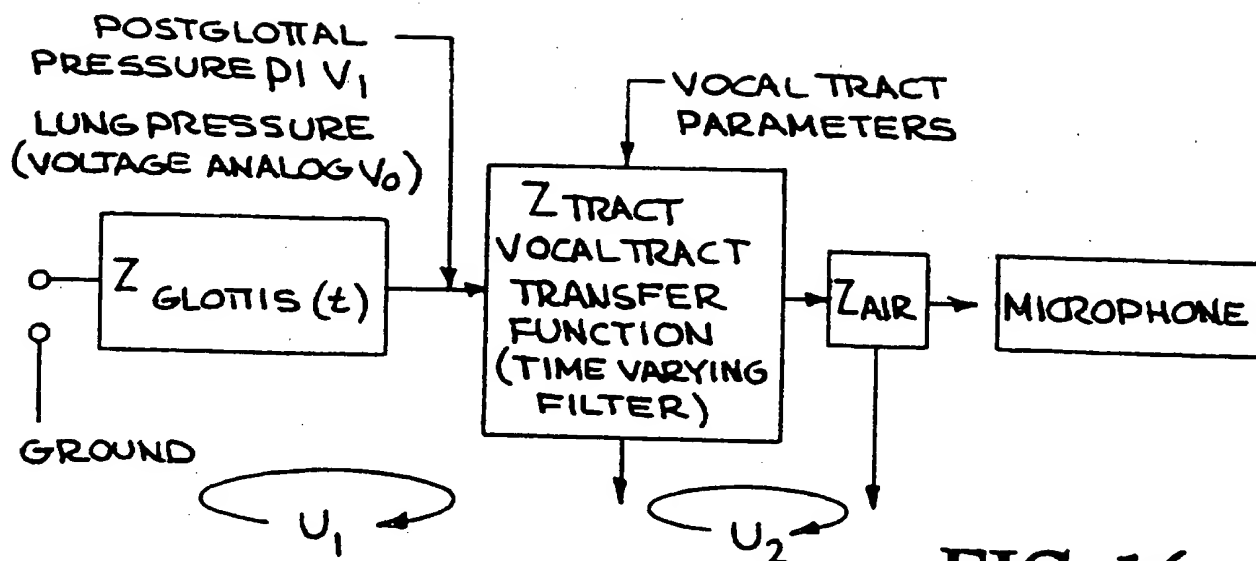 POSTGLOTTAL
PRESSURE P1 V1
LUNG PRESSURE
(VOLTAGE ANALOG V0)
VOCAL TRACT
PARAMETERS
Z GLOTTIS (t)
Z TRACT
VOCAL TRACT
TRANSFER
FUNCTION
(TIME VARYING
FILTER)
ZAIR
MICROPHONE
GROUND
U1
U2